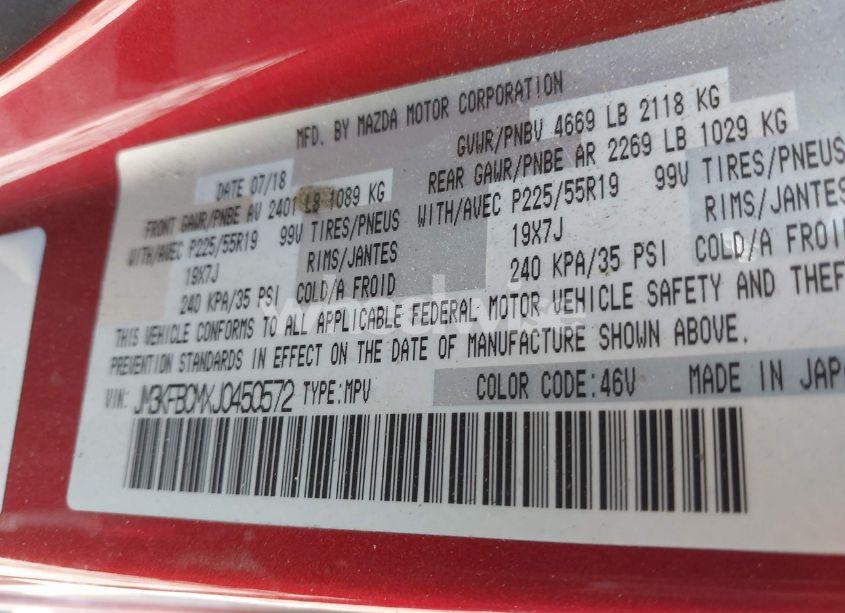 MFD. BY MAZDA MOTOR CORPORATION
DATE 07/18 GVWR/PNBV 4669 LB 2118 KG
FRONT GAWR/PNBE AV 2401 LB 1089 KG REAR GAWR/PNBE AR 2269 LB 1029 KG
WITH/AVEC P225/55R19 99V TIRES/PNEUS WITH/AVEC P225/55R19 99V TIRES/PNEUS
19X7J RIMS/JANTES 19X7J RIMS/JANTES
240 KPA/35 PSI COLD/A FROID 240 KPA/35 PSI COLD/A FROID
THIS VEHICLE CONFORMS TO ALL APPLICABLE FEDERAL MOTOR VEHICLE SAFETY AND THEFT
PREVENTION STANDARDS IN EFFECT ON THE DATE OF MANUFACTURE SHOWN ABOVE.
VIN: TYPE:MPV COLOR CODE:46V MADE IN JAPA